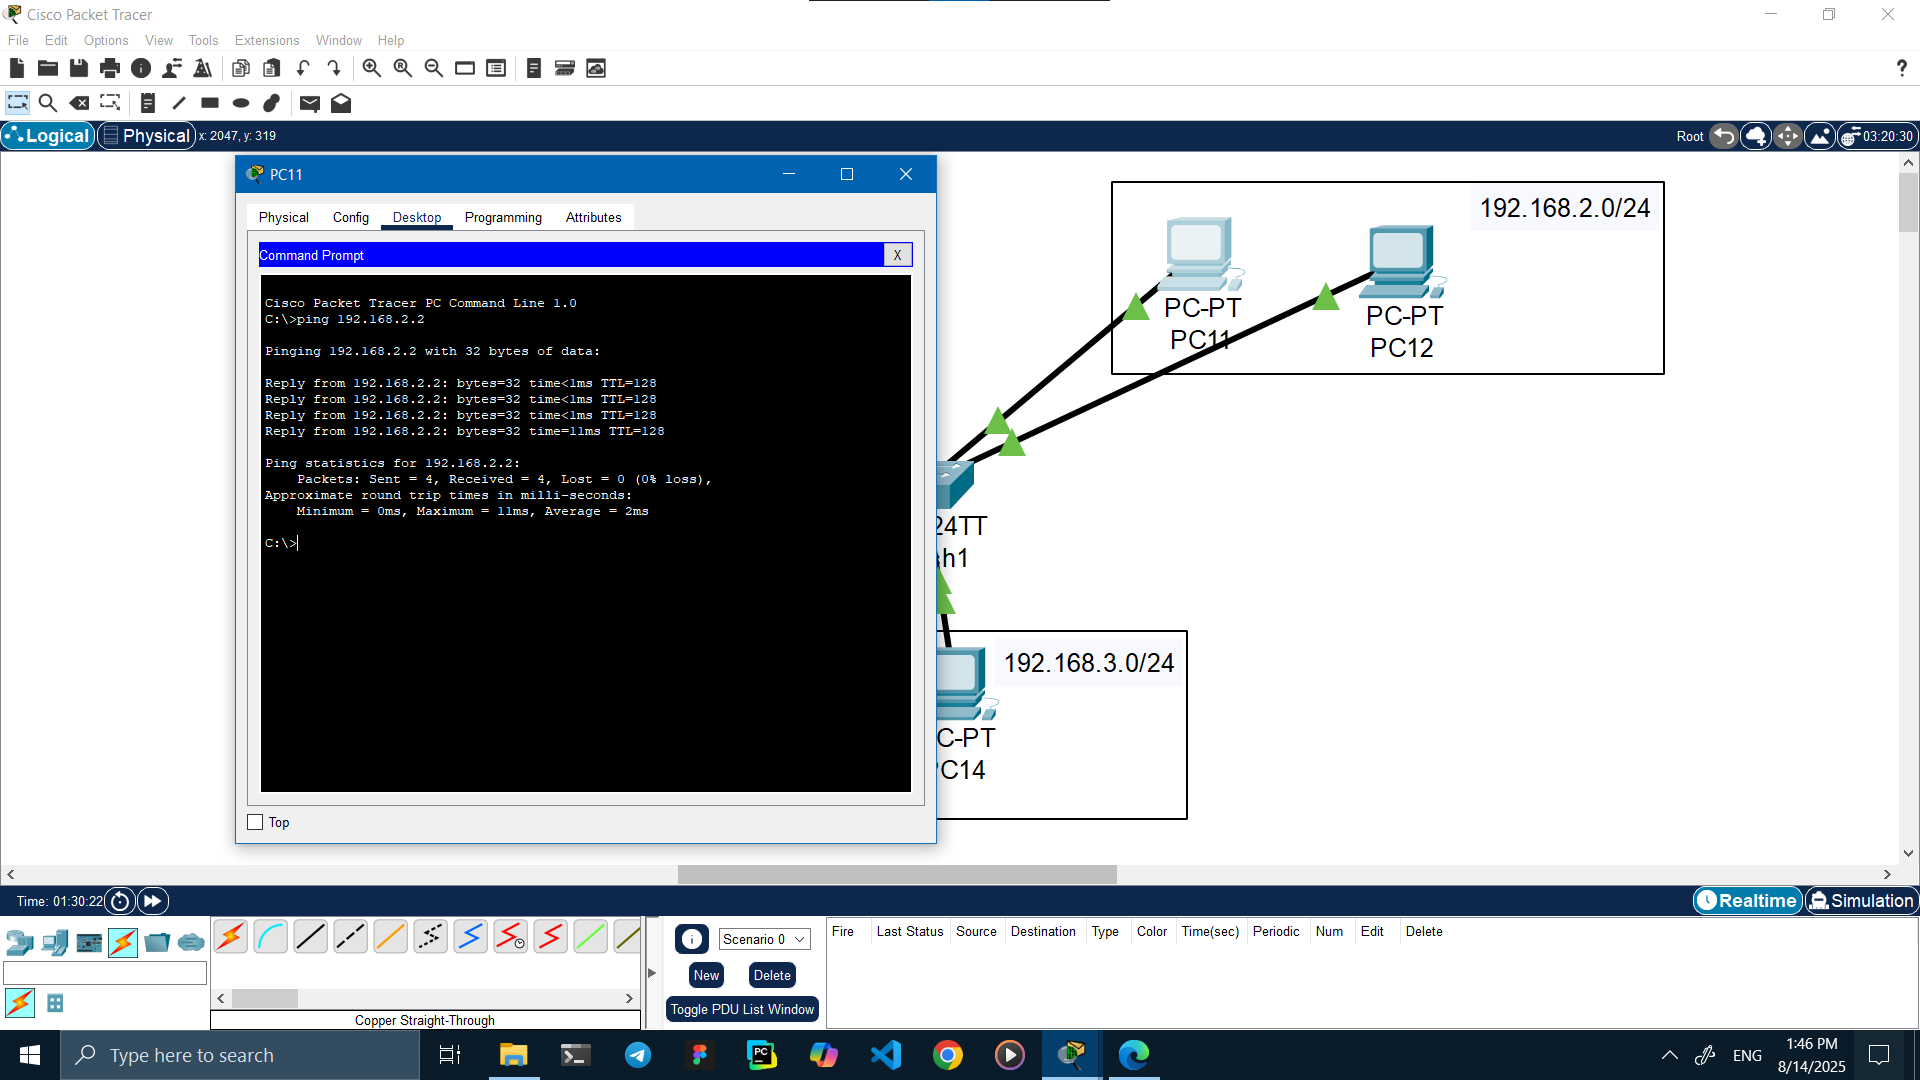 Cisco Packet Tracer
File Edit Options View Tools Extensions Window Help
Logical Physical x: 2047, y: 319 Root 03:20:30
PC11
Physical Config Desktop Programming Attributes
Command Prompt X
Cisco Packet Tracer PC Command Line 1.0
C:\>ping 192.168.2.2
Pinging 192.168.2.2 with 32 bytes of data:
Reply from 192.168.2.2: bytes=32 time<1ms TTL=128
Reply from 192.168.2.2: bytes=32 time<1ms TTL=128
Reply from 192.168.2.2: bytes=32 time<1ms TTL=128
Reply from 192.168.2.2: bytes=32 time=11ms TTL=128
Ping statistics for 192.168.2.2:
Packets: Sent = 4, Received = 4, Lost = 0 (0% loss),
Approximate round trip times in milli-seconds:
Minimum = 0ms, Maximum = 11ms, Average = 2ms
C:\>
Top
192.168.2.0/24
PC-PT
PC11
PC-PT
PC12
24TT
h1
192.168.3.0/24
C-PT
C14
Time: 01:30:22 Realtime Simulation
Scenario 0
New Delete
Toggle PDU List Window
Fire Last Status Source Destination Type Color Time(sec) Periodic Num Edit Delete
Copper Straight-Through
Type here to search
ENG
1:46 PM
8/14/2025